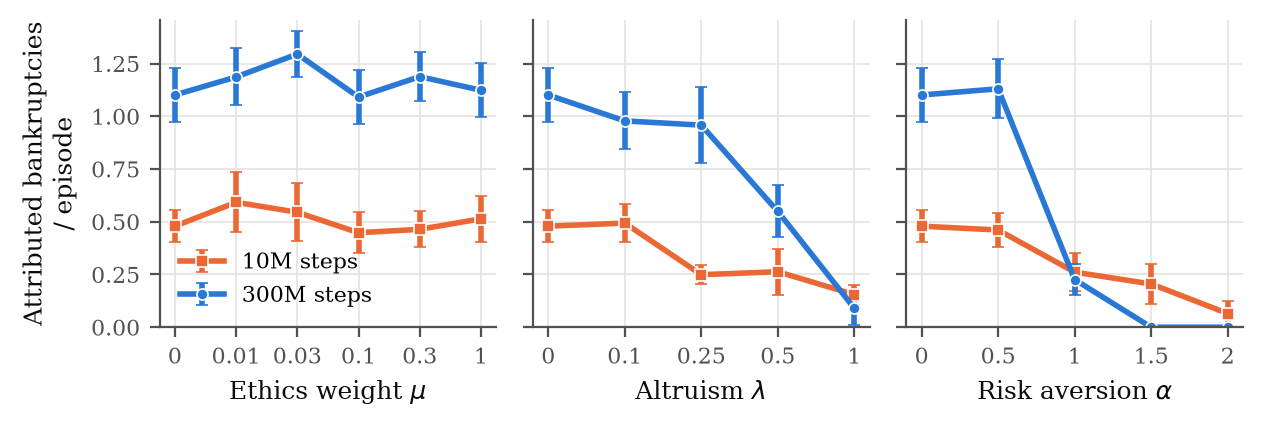 Attributed bankruptcies
/ episode
1.25
1.00
0.75
0.50
0.25
0.00
10M steps
300M steps
0 0.01 0.03 0.1 0.3 1
Ethics weight μ
0 0.1 0.25 0.5 1
Altruism λ
0 0.5 1 1.5 2
Risk aversion α